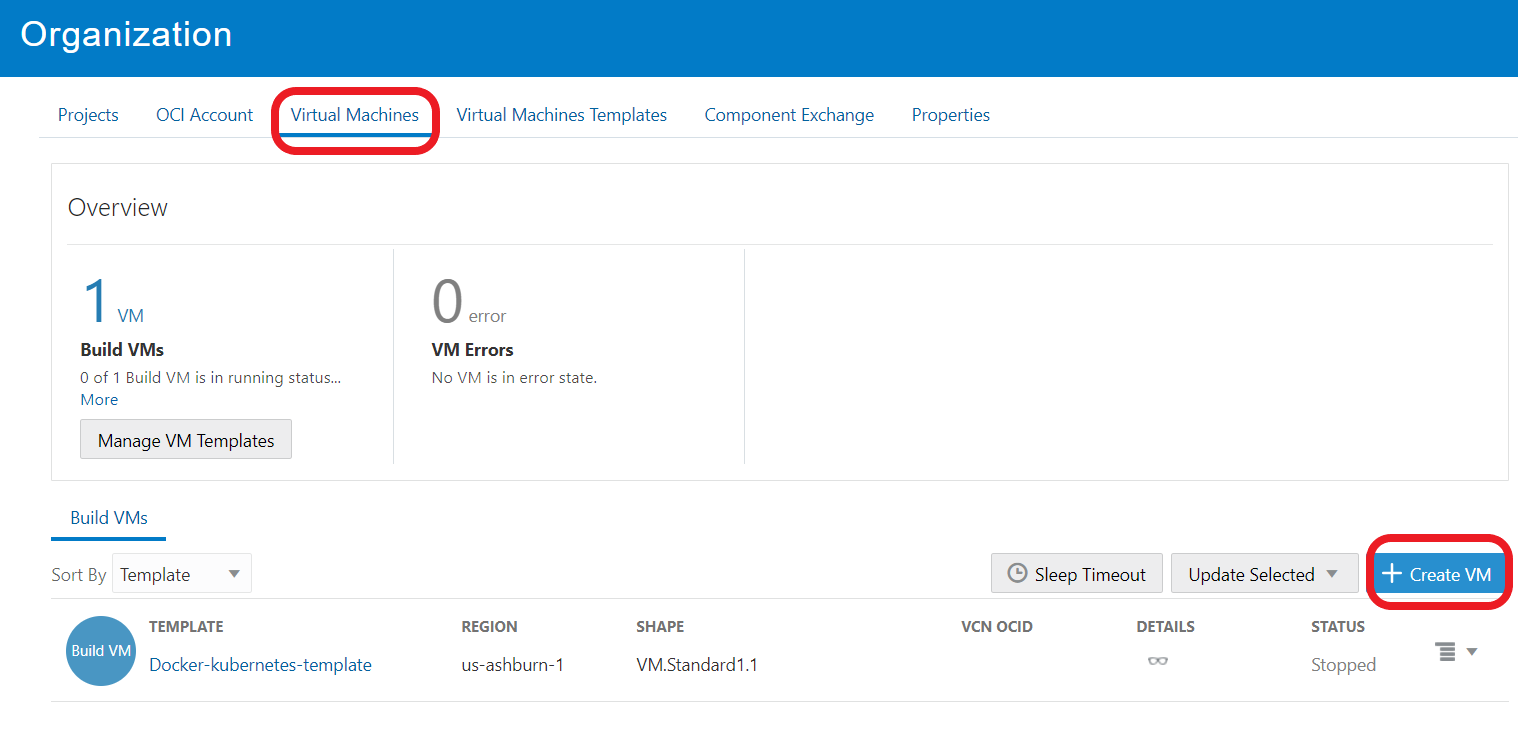 Organization
Projects OCI Account Virtual Machines Virtual Machines Templates Component Exchange Properties
Overview
1 VM 0 error
Build VMs VM Errors
0 of 1 Build VM is in running status... No VM is in error state.
More
Manage VM Templates
Build VMs
Sort By Template Sleep Timeout Update Selected Create VM
TEMPLATE REGION SHAPE VCN OCID DETAILS STATUS
Build VM Docker-kubernetes-template us-ashburn-1 VM.Standard1.1 Stopped